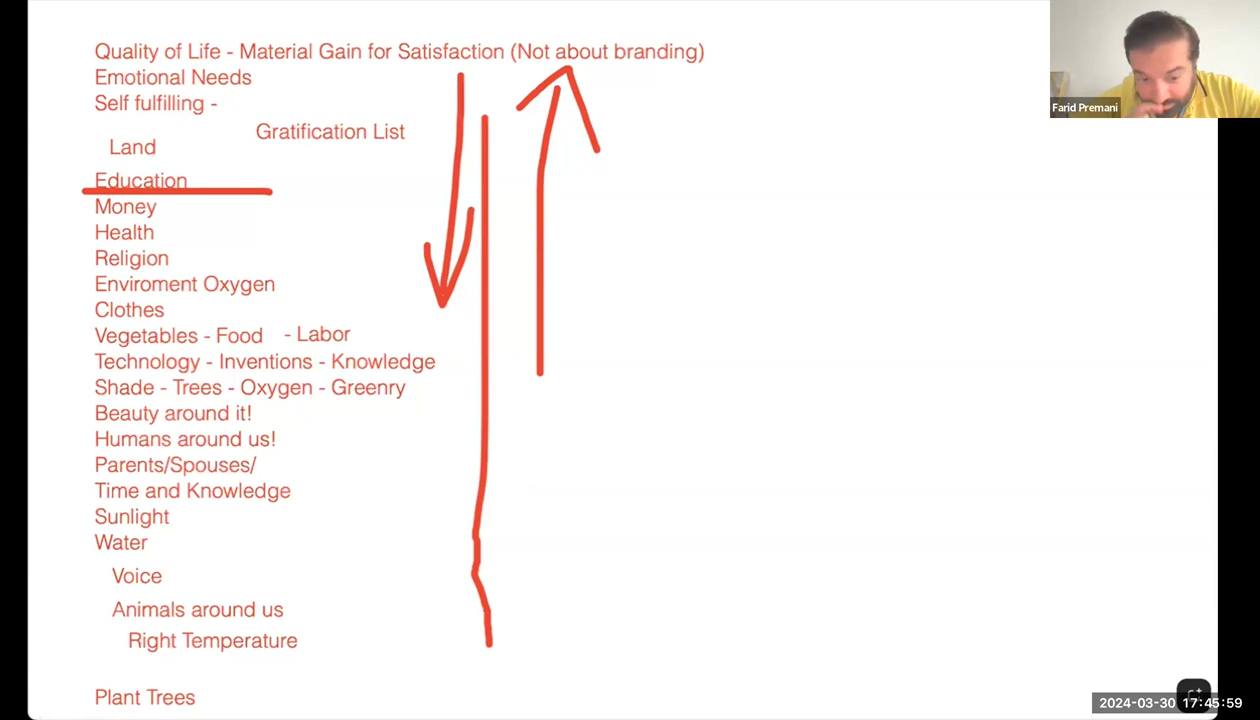 Quality of Life - Material Gain for Satisfaction (Not about branding)
Emotional Needs
Self fulfilling -
Gratification List
Land
Education
Money
Health
Religion
Enviroment Oxygen
Clothes
Vegetables - Food - Labor
Technology - Inventions - Knowledge
Shade - Trees - Oxygen - Greenry
Beauty around it!
Humans around us!
Parents/Spouses/
Time and Knowledge
Sunlight
Water
Voice
Animals around us
Right Temperature
Plant Trees
Farid Premani
2024-03-30 17:45:59